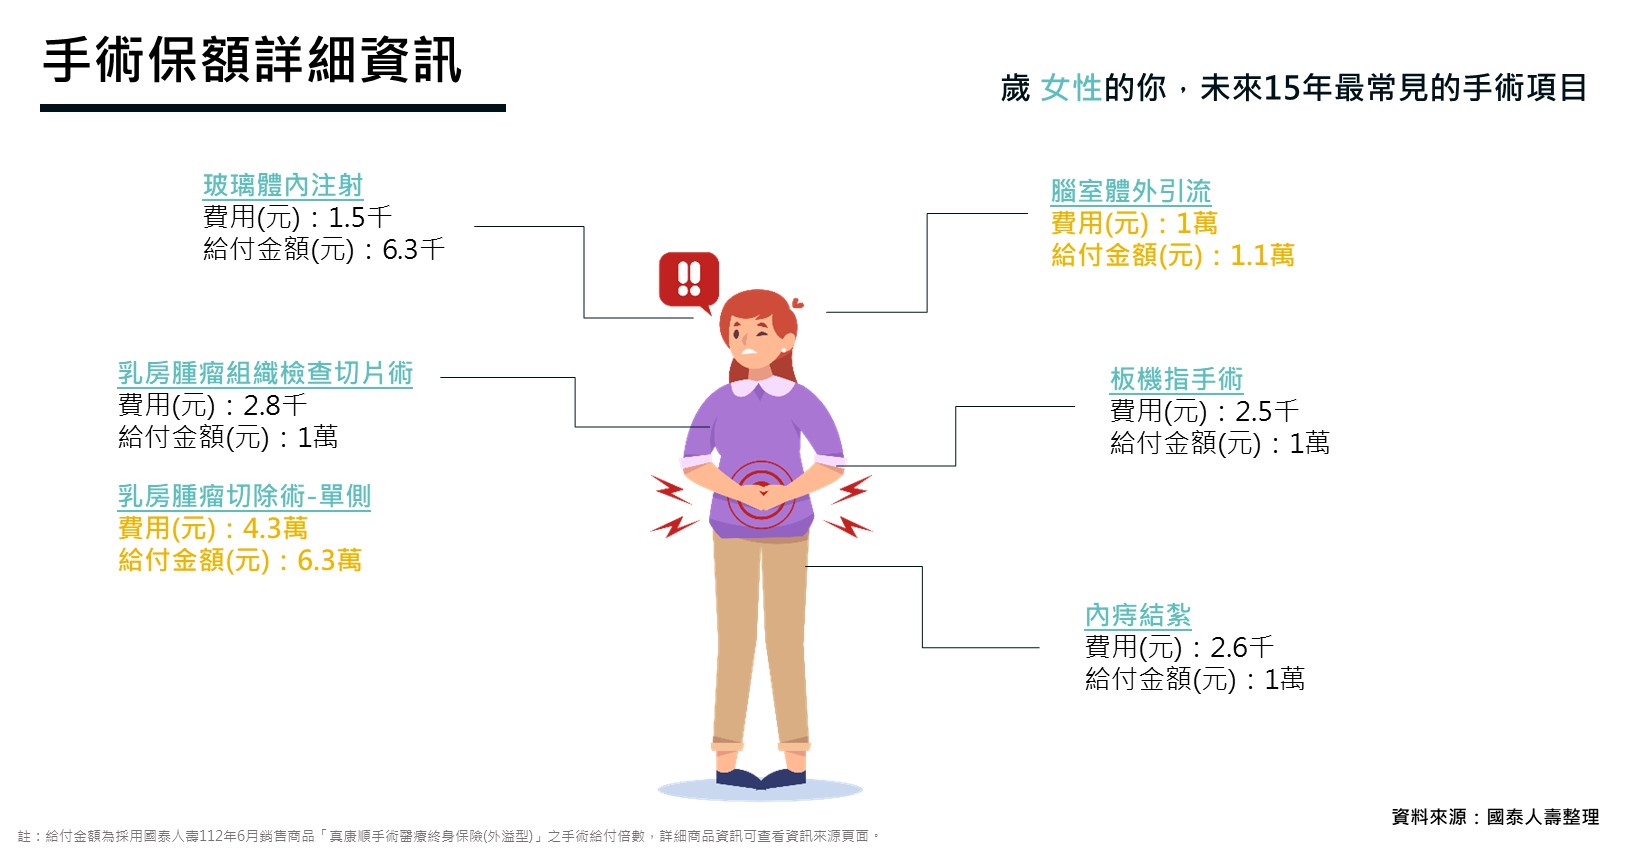 手術保額詳細資訊
歲 女性的你，未來15年最常見的手術項目
玻璃體內注射
費用(元)：1.5千
給付金額(元)：6.3千
腦室體外引流
費用(元)：1萬
給付金額(元)：1.1萬
乳房腫瘤組織檢查切片術
費用(元)：2.8千
給付金額(元)：1萬
板機指手術
費用(元)：2.5千
給付金額(元)：1萬
乳房腫瘤切除術-單側
費用(元)：4.3萬
給付金額(元)：6.3萬
內痔結紮
費用(元)：2.6千
給付金額(元)：1萬
資料來源：國泰人壽整理
註：給付金額為採用國泰人壽112年6月銷售商品「真康順手術醫療終身保險(外溢型)」之手術給付倍數，詳細商品資訊可查看資訊來源頁面。